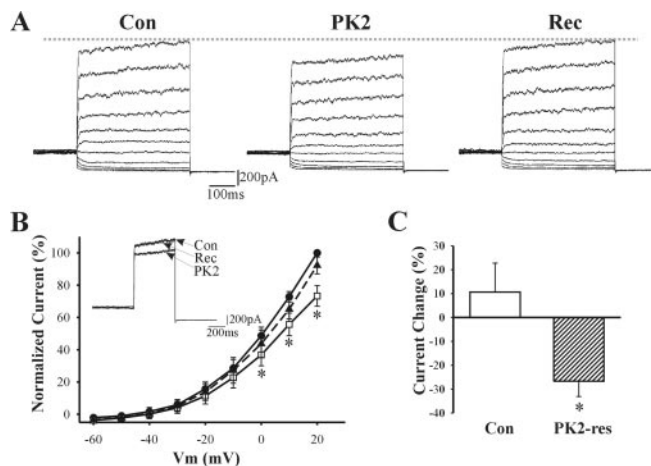 A
Con
PK2
Rec
200pA
100ms
B
Normalized Current (%)
100
80
60
40
20
0
-60
-40
-20
0
20
Vm (mV)
Con
Rec
PK2
200pA
200ms
*
*
*
C
Current Change (%)
30
20
10
0
-10
-20
-30
-40
*
Con
PK2-res